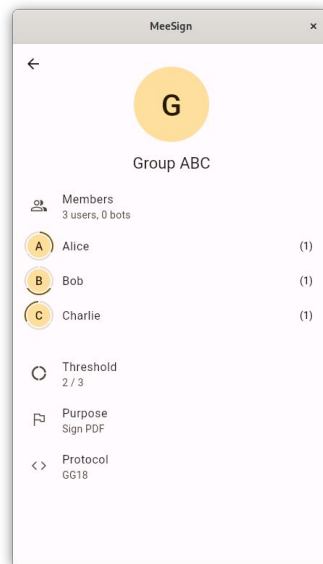 MeeSign
G
Group ABC
Members
3 users, 0 bots
A Alice (1)
B Bob (1)
C Charlie (1)
Threshold
2 / 3
Purpose
Sign PDF
Protocol
GG18